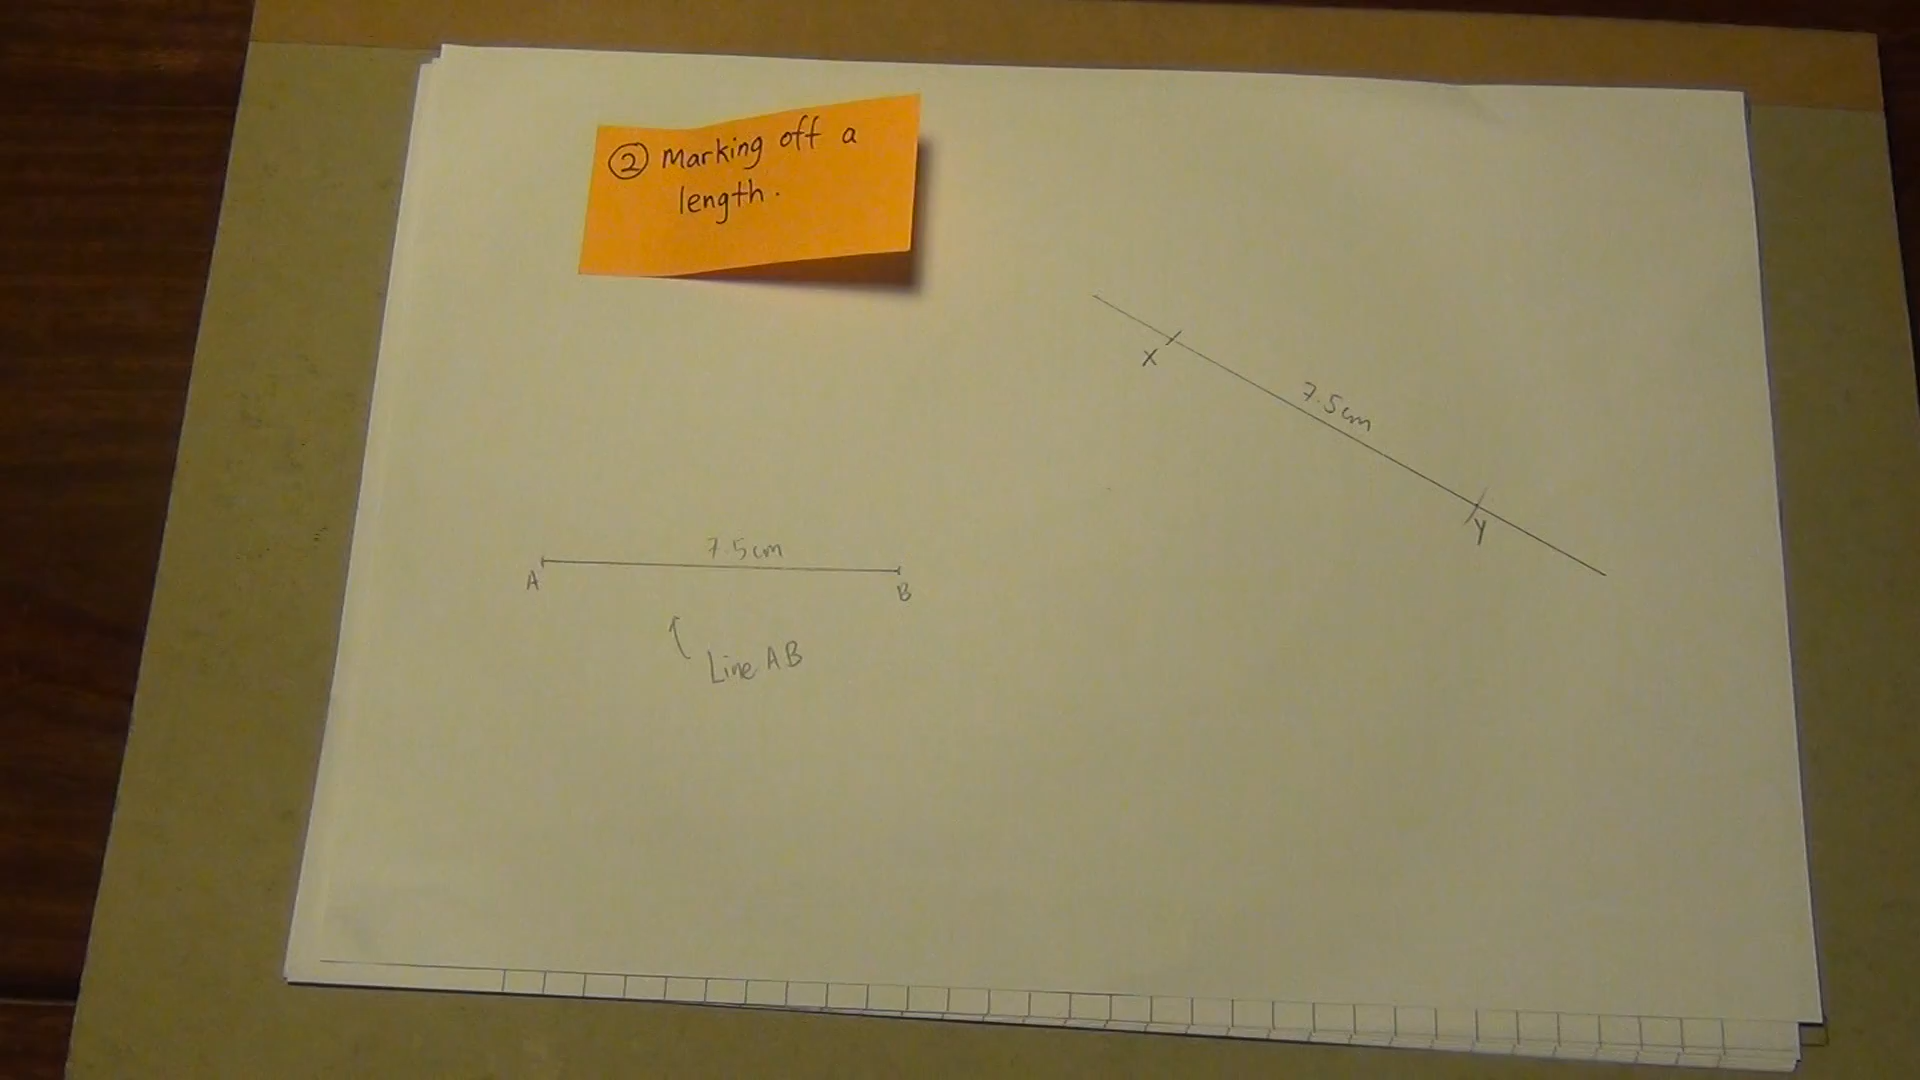 ② Marking off a
length.
X
7.5cm
Y
7.5cm
A
B
Line AB